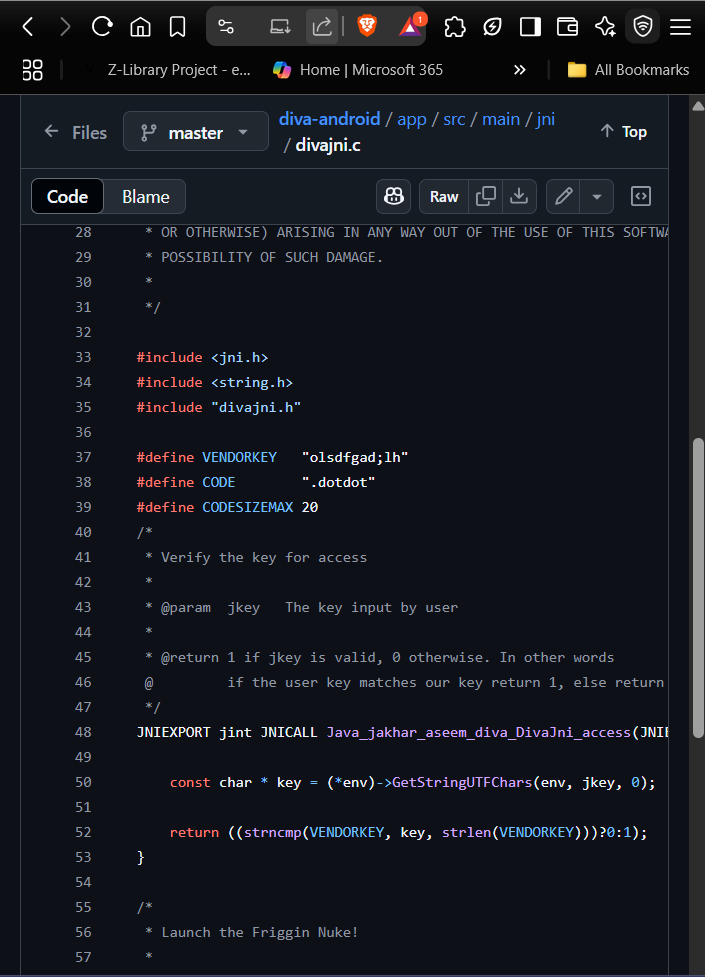 1
Z-Library Project - e...
Home | Microsoft 365
»
All Bookmarks
← Files
master
diva-android / app / src / main / jni
/ divajni.c
↑ Top
Code
Blame
Raw
28 * OR OTHERWISE) ARISING IN ANY WAY OUT OF THE USE OF THIS SOFTWA
29 * POSSIBILITY OF SUCH DAMAGE.
30 *
31 */
32
33 #include <jni.h>
34 #include <string.h>
35 #include "divajni.h"
36
37 #define VENDORKEY   "olsdfgad;lh"
38 #define CODE        ".dotdot"
39 #define CODESIZEMAX 20
40 /*
41 * Verify the key for access
42 *
43 * @param  jkey   The key input by user
44 *
45 * @return 1 if jkey is valid, 0 otherwise. In other words
46 @         if the user key matches our key return 1, else return
47 */
48 JNIEXPORT jint JNICALL Java_jakhar_aseem_diva_DivaJni_access(JNIE
49
50     const char * key = (*env)->GetStringUTFChars(env, jkey, 0);
51
52     return ((strncmp(VENDORKEY, key, strlen(VENDORKEY)))?0:1);
53 }
54
55 /*
56 * Launch the Friggin Nuke!
57 *